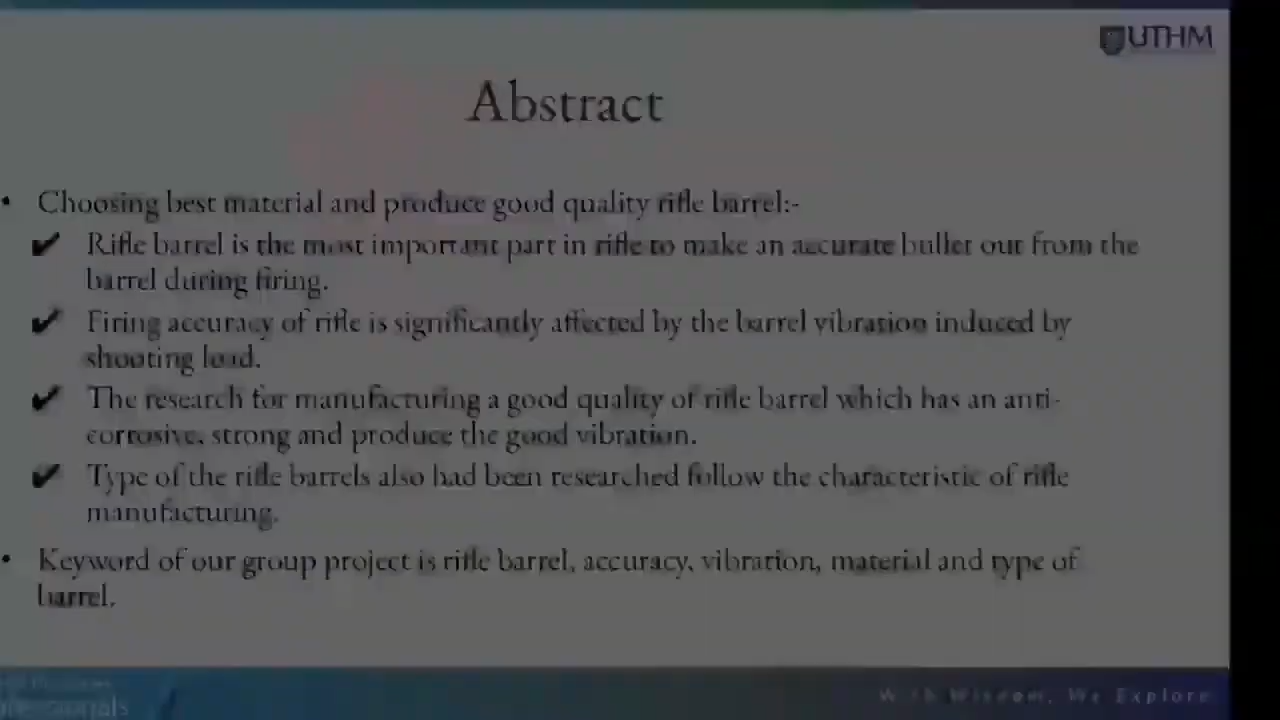 UTHM
Abstract
• Choosing best material and produce good quality rifle barrel:-
✔ Rifle barrel is the most important part in rifle to make an accurate bullet out from the
barrel during firing.
✔ Firing accuracy of rifle is significantly affected by the barrel vibration induced by
shooting load.
✔ The research for manufacturing a good quality of rifle barrel which has an anti-
corrosive, strong and produce the good vibration.
✔ Type of the rifle barrels also had been researched follow the characteristic of rifle
manufacturing.
• Keyword of our group project is rifle barrel, accuracy, vibration, material and type of
barrel.
With Wisdom, We Explore